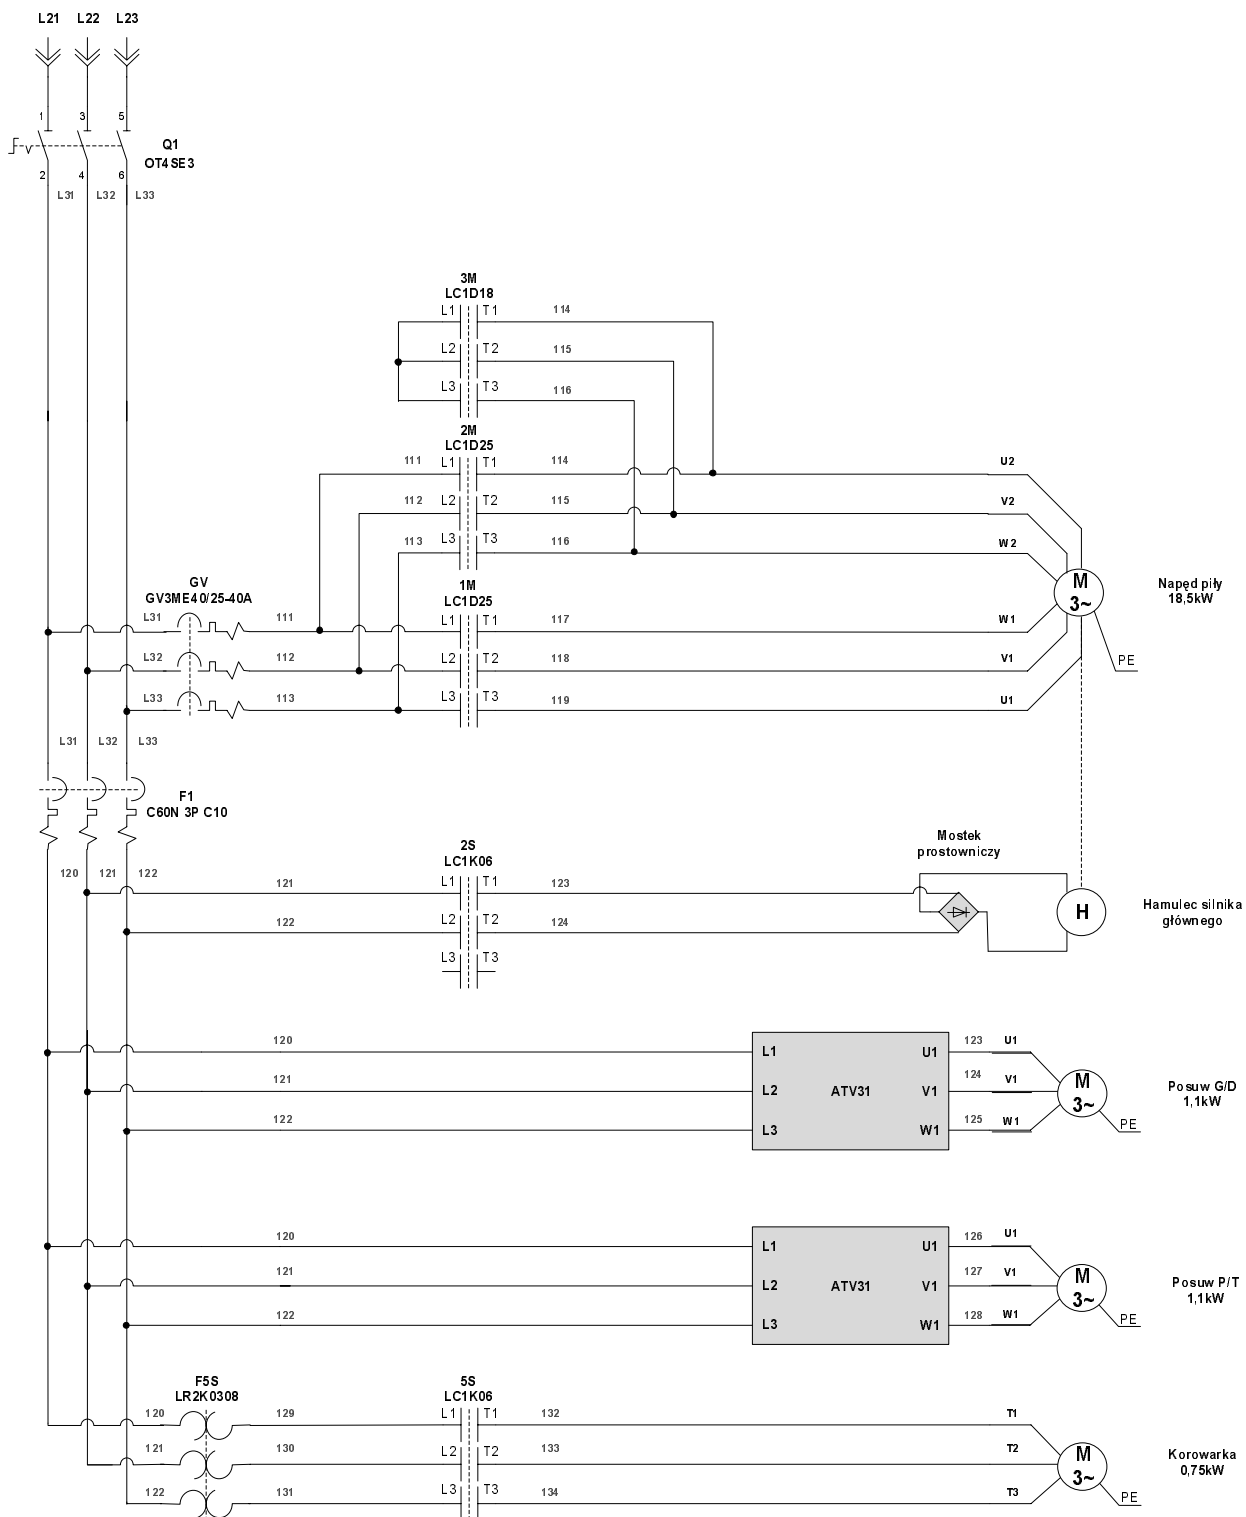 L21 L22 L23
1 3 5
Q1
OT4SE3
2 4 6
L31 L32 L33
3M
LC1D18
L1 T1 114
L2 T2 115
L3 T3 116
2M
LC1D25
111 L1 T1 114 U2
112 L2 T2 115 V2
113 L3 T3 116 W2
GV
GV3ME40/25-40A
1M
LC1D25
M
3~
Napęd piły
18,5kW
L31 111 L1 T1 117 W1
L32 112 L2 T2 118 V1
PE
L33 113 L3 T3 119 U1
L31 L32 L33
F1
C60N 3P C10
Mostek
prostowniczy
2S
LC1K06
120 121 122
121 L1 T1 123
122 L2 T2 124
L3 T3
H
Hamulec silnika
głównego
120 L1 U1 123 U1
121 L2 ATV31 V1 124 V1
122 L3 W1 125 W1
M
3~
PE
Posuw G/D
1,1kW
120 L1 U1 126 U1
121 L2 ATV31 V1 127 V1
122 L3 W1 128 W1
M
3~
PE
Posuw P/T
1,1kW
F5S
LR2K0308
5S
LC1K06
120 129 L1 T1 132 T1
121 130 L2 T2 133 T2
122 131 L3 T3 134 T3
M
3~
PE
Korowarka
0,75kW